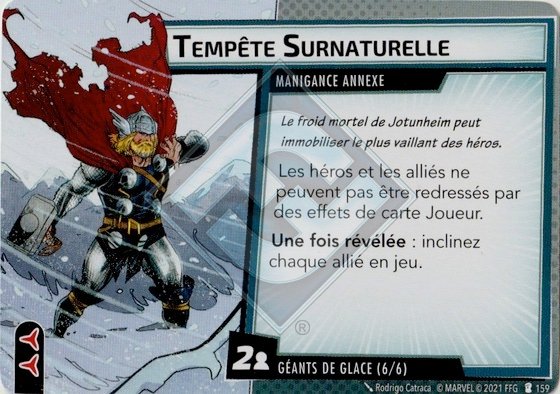 TEMPÊTE SURNATURELLE
MANIGANCE ANNEXE
Le froid mortel de Jotunheim peut
immobiliser le plus vaillant des héros.
Les héros et les alliés ne
peuvent pas être redressés par
des effets de carte Joueur.
Une fois révélée : inclinez
chaque allié en jeu.
®
2
GÉANTS DE GLACE (6/6)
Rodrigo Catraca © MARVEL © 2021 FFG 159